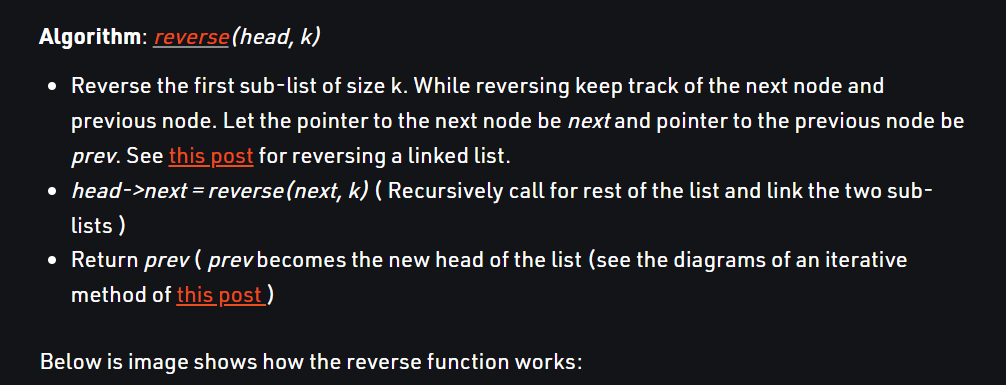 Algorithm: reverse(head, k)
• Reverse the first sub-list of size k. While reversing keep track of the next node and
previous node. Let the pointer to the next node be next and pointer to the previous node be
prev. See this post for reversing a linked list.
• head->next = reverse(next, k) ( Recursively call for rest of the list and link the two sub-
lists )
• Return prev ( prev becomes the new head of the list (see the diagrams of an iterative
method of this post )
Below is image shows how the reverse function works: